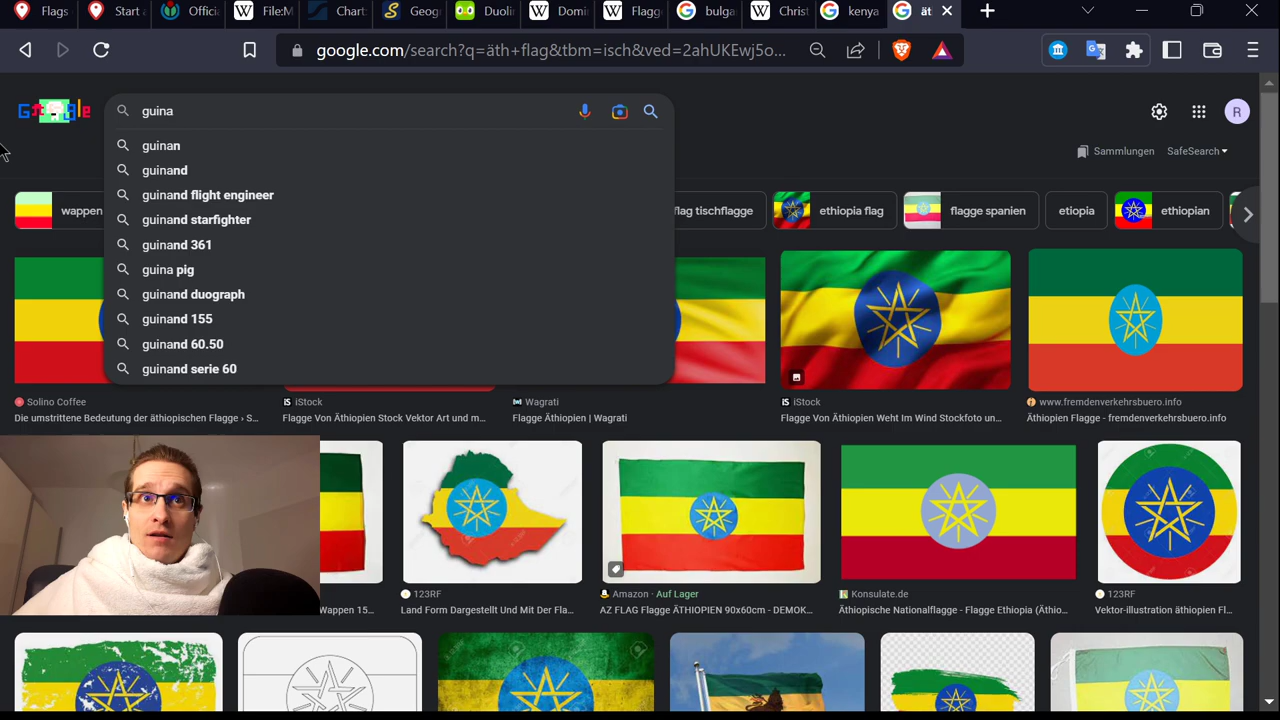 Flags
Start a
Offici
File:M
Chart:
Geogr
Duolin
Domin
Flagge
bulga
Christ
kenya
ät
google.com/search?q=äth+flag&tbm=isch&ved=2ahUKEwj5o...
guina
R
Sammlungen
SafeSearch
guinan
guinand
guinand flight engineer
guinand starfighter
guinand 361
guina pig
guinand duograph
guinand 155
guinand 60.50
guinand serie 60
wappen
flag tischflagge
ethiopia flag
flagge spanien
etiopia
ethiopian
Solino Coffee
Die umstrittene Bedeutung der äthiopischen Flagge › S...
iS iStock
Flagge Von Äthiopien Stock Vektor Art und m...
Wagrati
Flagge Äthiopien | Wagrati
iS iStock
Flagge Von Äthiopien Weht Im Wind Stockfoto un...
www.fremdenverkehrsbuero.info
Äthiopien Flagge - fremdenverkehrsbuero.info
Wappen 15...
123RF
Land Form Dargestellt Und Mit Der Fla...
Amazon · Auf Lager
AZ FLAG Flagge ÄTHIOPIEN 90x60cm - DEMOK...
Konsulate.de
Äthiopische Nationalflagge - Flagge Ethiopia (Äthio...
123RF
Vektor-illustration äthiopien Fl...